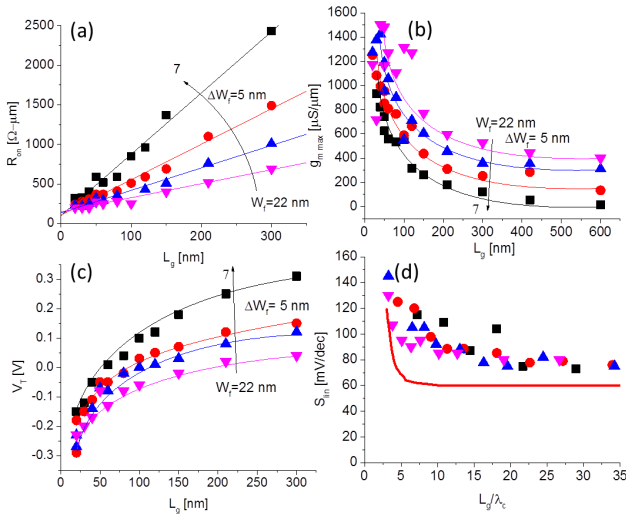 (a)
R_on [Ω−μm]
2500
2000
1500
1000
500
0
7
ΔW_f=5 nm
W_f=22 nm
0 100 200 300
L_g [nm]
(b)
g_m max [μS/μm]
1600
1400
1200
1000
800
600
400
200
0
W_f=22 nm
ΔW_f= 5 nm
7
0 100 200 300 400 500 600
L_g [nm]
(c)
V_T [V]
0.3
0.2
0.1
0.0
-0.1
-0.2
-0.3
7
ΔW_f= 5 nm
W_f=22 nm
0 50 100 150 200 250 300
L_g [nm]
(d)
S_lin [mV/dec]
160
140
120
100
80
60
40
20
0
0 5 10 15 20 25 30 35
L_g/λ_c